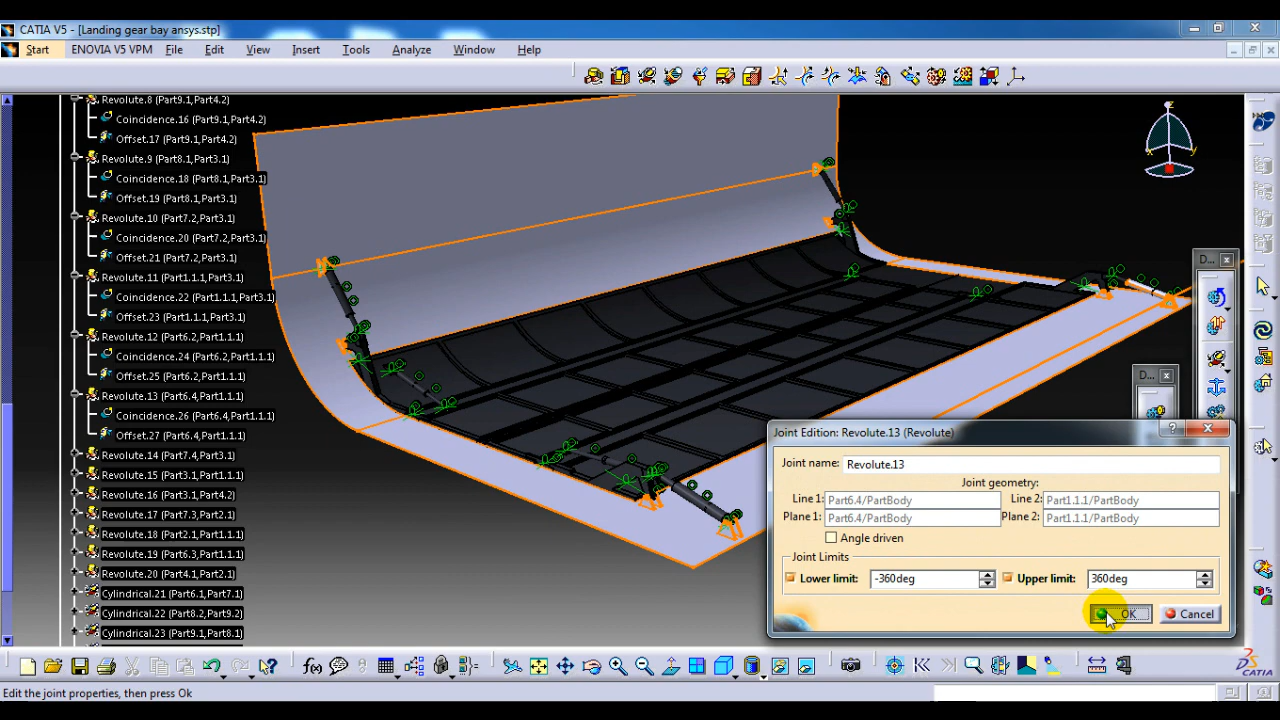 CATIA V5 - [Landing gear bay ansys.stp]
Start ENOVIA V5 VPM File Edit View Insert Tools Analyze Window Help
Revolute.8 (Part9.1,Part4.2)
Coincidence.16 (Part9.1,Part4.2)
Offset.17 (Part9.1,Part4.2)
Revolute.9 (Part8.1,Part3.1)
Coincidence.18 (Part8.1,Part3.1)
Offset.19 (Part8.1,Part3.1)
Revolute.10 (Part7.2,Part3.1)
Coincidence.20 (Part7.2,Part3.1)
Offset.21 (Part7.2,Part3.1)
Revolute.11 (Part1.1.1,Part3.1)
Coincidence.22 (Part1.1.1,Part3.1)
Offset.23 (Part1.1.1,Part3.1)
Revolute.12 (Part6.2,Part1.1.1)
Coincidence.24 (Part6.2,Part1.1.1)
Offset.25 (Part6.2,Part1.1.1)
Revolute.13 (Part6.4,Part1.1.1)
Coincidence.26 (Part6.4,Part1.1.1)
Offset.27 (Part6.4,Part1.1.1)
Revolute.14 (Part7.4,Part3.1)
Revolute.15 (Part3.1,Part1.1.1)
Revolute.16 (Part3.1,Part4.2)
Revolute.17 (Part7.3,Part2.1)
Revolute.18 (Part2.1,Part1.1.1)
Revolute.19 (Part6.3,Part1.1.1)
Revolute.20 (Part4.1,Part2.1)
Cylindrical.21 (Part6.1,Part7.1)
Cylindrical.22 (Part8.2,Part9.2)
Cylindrical.23 (Part9.1,Part8.1)
D...
D...
Joint Edition: Revolute.13 (Revolute)
Joint name: Revolute.13
Joint geometry:
Line 1: Part6.4/PartBody Line 2: Part1.1.1/PartBody
Plane 1: Part6.4/PartBody Plane 2: Part1.1.1/PartBody
Angle driven
Joint Limits
Lower limit: -360deg Upper limit: 360deg
OK Cancel
f(x)
CATIA
Edit the joint properties, then press Ok